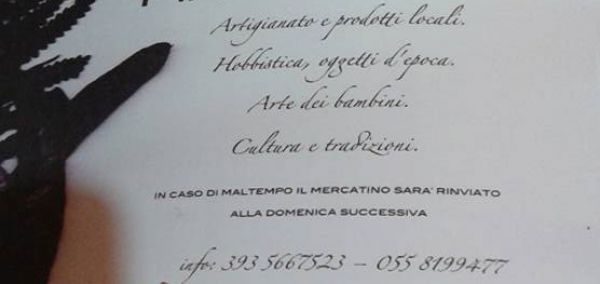 Artigianato e prodotti locali.
Hobbistica, oggetti d'epoca.
Arte dei bambini.
Cultura e tradizioni.
IN CASO DI MALTEMPO IL MERCATINO SARA' RINVIATO
ALLA DOMENICA SUCCESSIVA
info: 393 5667523 – 055 8199477